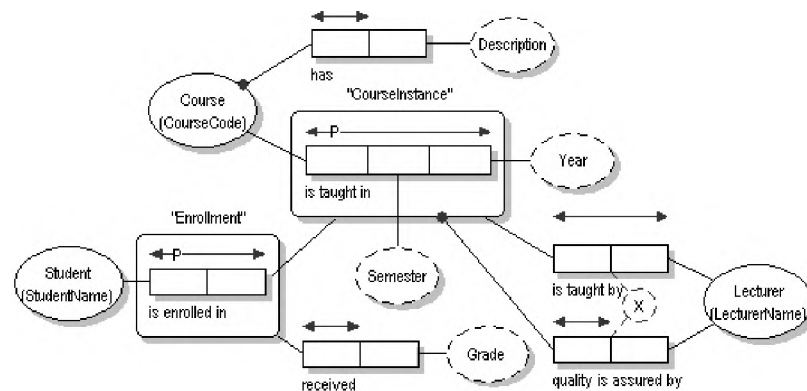 Description
has
"CourseInstance"
Course
(CourseCode)
P
Year
is taught in
"Enrollment"
P
Student
(StudentName)
Semester
is taught by
Lecturer
(LecturerName)
X
is enrolled in
Grade
received
quality is assured by